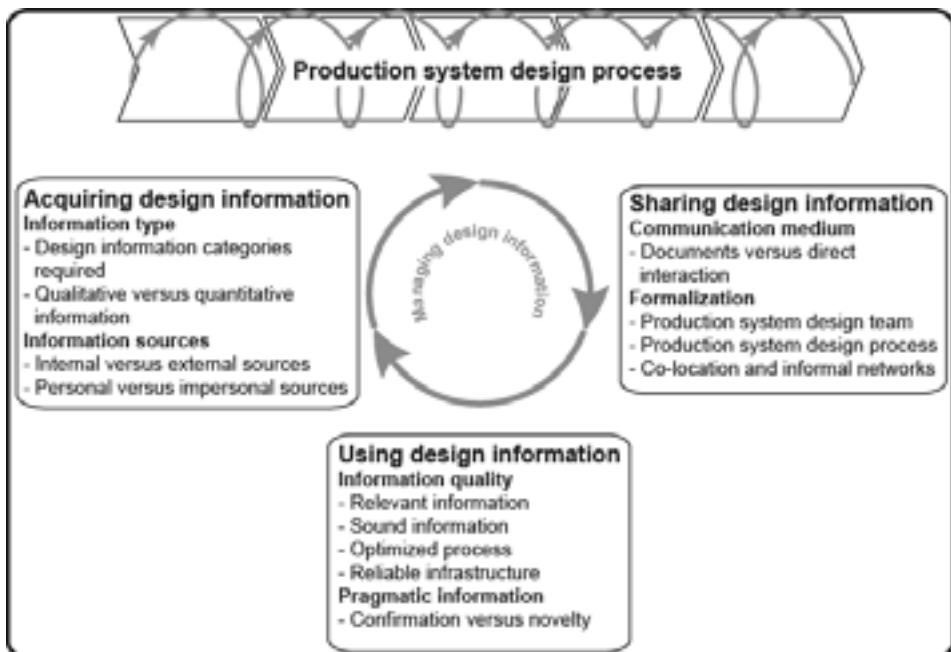 Production system design process
Acquiring design information
Information type
- Design information categories
required
- Qualitative versus quantitative
information
Information sources
- Internal versus external sources
- Personal versus impersonal sources
Managing design information
Sharing design information
Communication medium
- Documents versus direct
interaction
Formalization
- Production system design team
- Production system design process
- Co-location and informal networks
Using design information
Information quality
- Relevant information
- Sound information
- Optimized process
- Reliable infrastructure
Pragmatic information
- Confirmation versus novelty